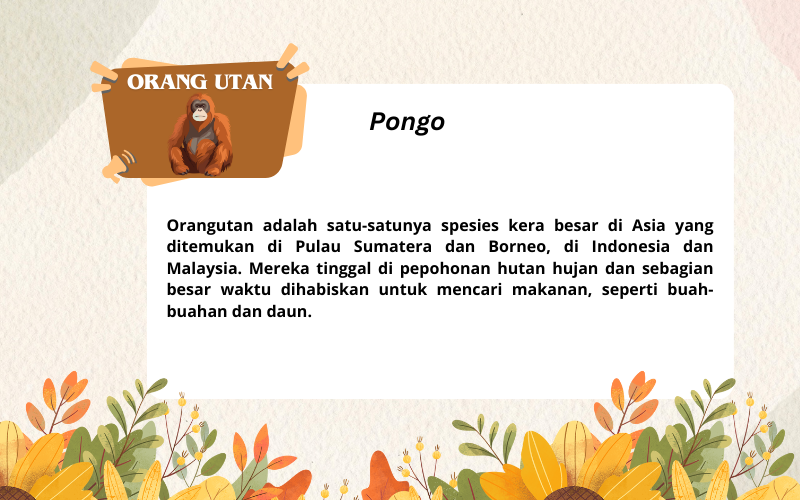 ORANG UTAN
Pongo
Orangutan adalah satu-satunya spesies kera besar di Asia yang
ditemukan di Pulau Sumatera dan Borneo, di Indonesia dan
Malaysia. Mereka tinggal di pepohonan hutan hujan dan sebagian
besar waktu dihabiskan untuk mencari makanan, seperti buah-
buahan dan daun.